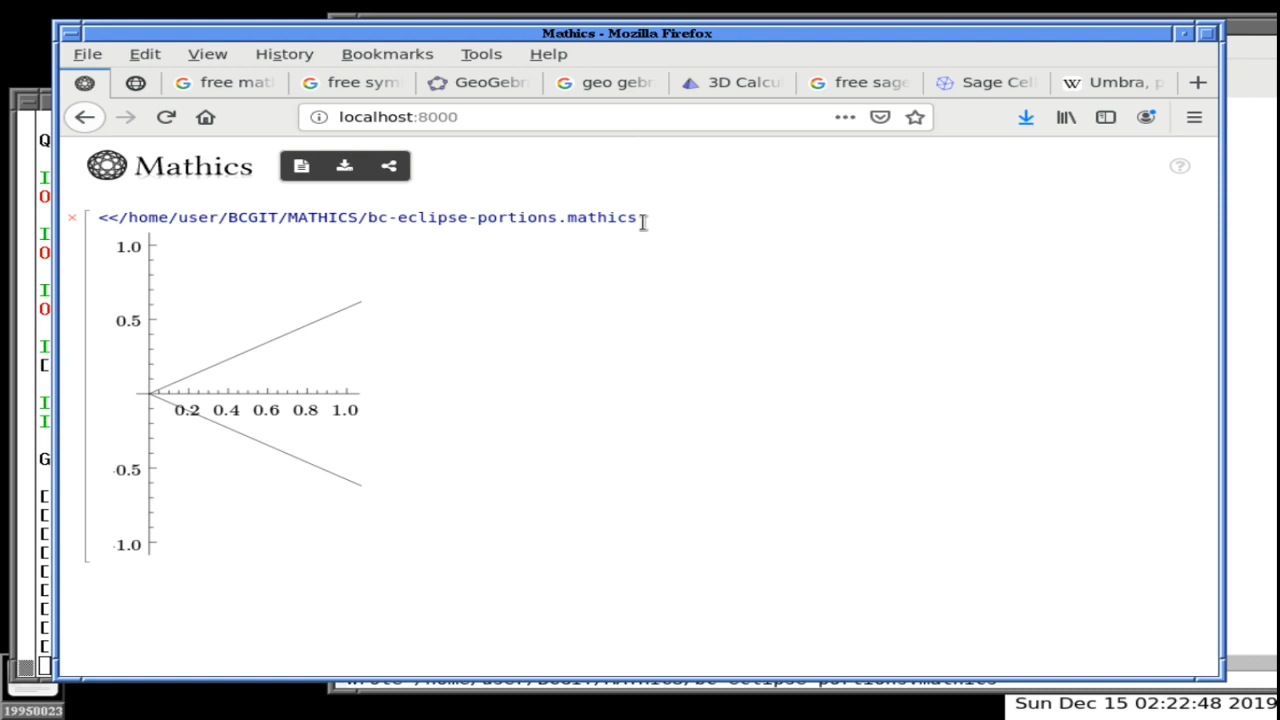 Mathics - Mozilla Firefox
File Edit View History Bookmarks Tools Help
free mat free sym GeoGebr geo gebr 3D Calcu free sage Sage Cel Umbra, p
localhost:8000
Mathics
<</home/user/BCGIT/MATHICS/bc-eclipse-portions.mathics
1.0
0.5
0.2 0.4 0.6 0.8 1.0
-0.5
-1.0
Q
I
O
I
O
I
O
I
[
I
I
G
[
[
[
[
[
[
[
[
[
19950023
Sun Dec 15 02:22:48 2019